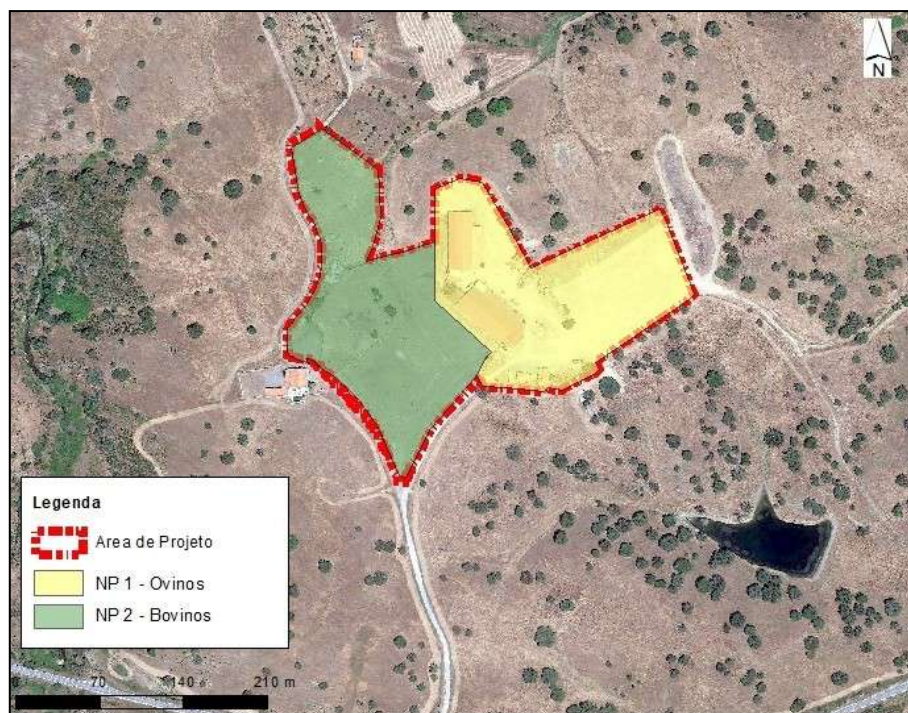 N
Legenda
Area de Projeto
NP 1 - Ovinos
NP 2 - Bovinos
0 70 140 210 m